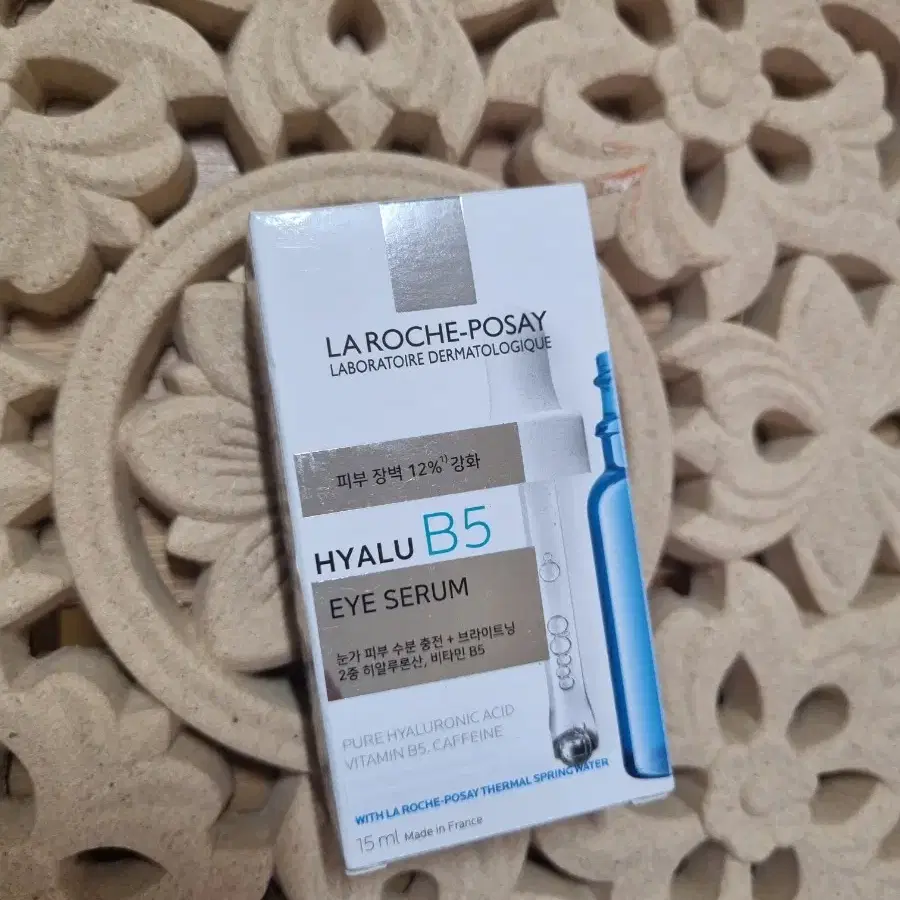 LA ROCHE-POSAY
LABORATOIRE DERMATOLOGIQUE
피부 장벽 12%¹⁾ 강화
HYALU B5
EYE SERUM
눈가 피부 수분 충전 + 브라이트닝
2중 히알루론산, 비타민 B5
PURE HYALURONIC ACID
VITAMIN B5, CAFFEINE
WITH LA ROCHE-POSAY THERMAL SPRING WATER
15 ml Made in France